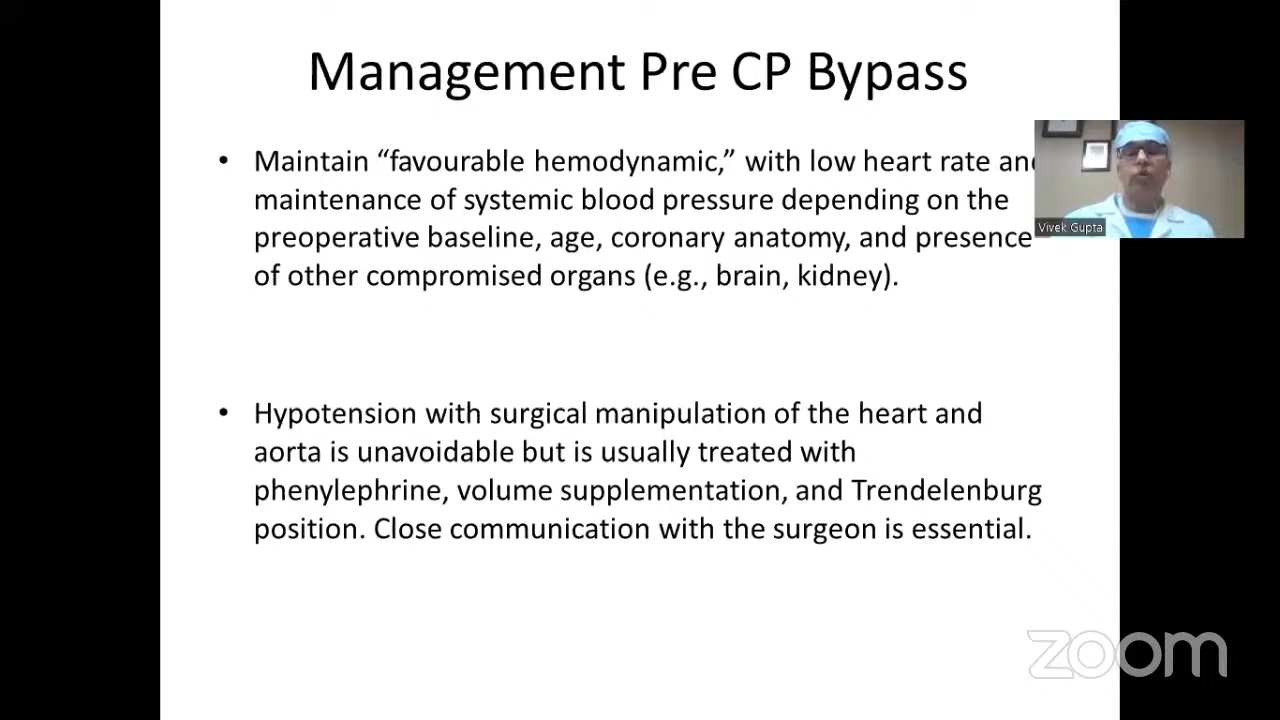 Management Pre CP Bypass
• Maintain “favourable hemodynamic,” with low heart rate and
maintenance of systemic blood pressure depending on the
preoperative baseline, age, coronary anatomy, and presence
of other compromised organs (e.g., brain, kidney).
Vivek Gupta
• Hypotension with surgical manipulation of the heart and
aorta is unavoidable but is usually treated with
phenylephrine, volume supplementation, and Trendelenburg
position. Close communication with the surgeon is essential.
zoom